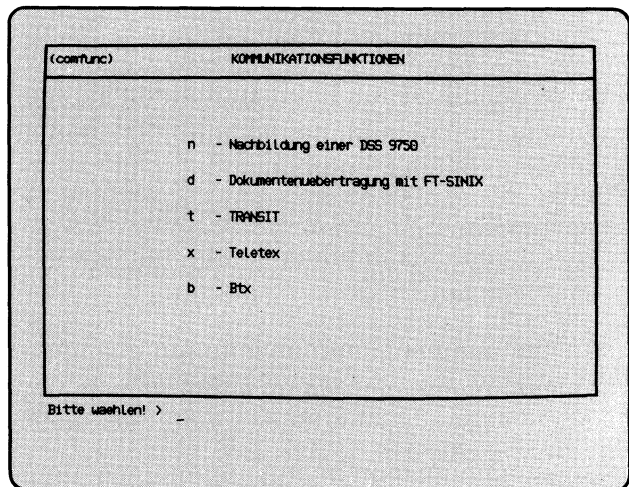 (comfunc) KOMMUNIKATIONSFUNKTIONEN
n - Nachbildung einer DSS 9750
d - Dokumentenuebertragung mit FT-SINIX
t - TRANSIT
x - Teletex
b - Btx
Bitte waehlen! > _